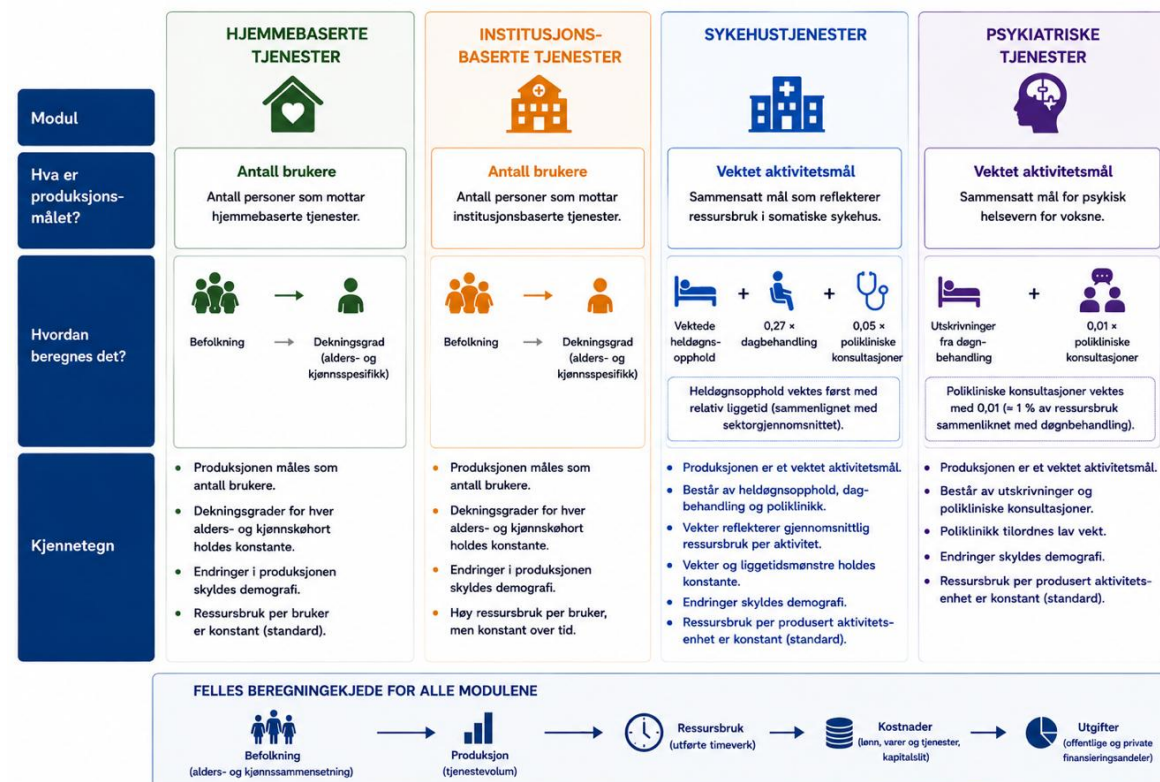 HJEMMEBASERTE
TJENESTER
INSTITUSJONS-
BASERTE TJENESTER
SYKEHUSTJENESTER
PSYKIATRISKE
TJENESTER
Modul
Hva er
produksjons-
målet?
Antall brukere
Antall personer som mottar
hjemmebaserte tjenester.
Antall brukere
Antall personer som mottar
institusjonsbaserte tjenester.
Vektet aktivitetsmål
Sammensatt mål som reflekterer
ressursbruk i somatiske sykehus.
Vektet aktivitetsmål
Sammensatt mål for psykisk
helsevern for voksne.
Hvordan
beregnes det?
Befolkning
Dekningsgrad
(alders- og
kjønnsspesifikk)
Befolkning
Dekningsgrad
(alders- og
kjønnsspesifikk)
+
+
Vektede
heldøgns-
opphold
0,27 ×
dagbehandling
0,05 ×
polikliniske
konsultasjoner
Heldøgnsopphold vektes først med
relativ liggetid (sammenlignet med
sektorgjennomsnittet).
+
Utskrivninger
fra døgn-
behandling
0,01 ×
polikliniske
konsultasjoner
Polikliniske konsultasjoner vektes
med 0,01 (≈ 1 % av ressursbruk
sammenliknet med døgnbehandling).
Kjennetegn
• Produksjonen måles som
antall brukere.
• Dekningsgrader for hver
alders- og kjønnskøhort
holdes konstante.
• Endringer i produksjonen
skyldes demografi.
• Ressursbruk per bruker
er konstant (standard).
• Produksjonen måles som
antall brukere.
• Dekningsgrader for hver
alders- og kjønnskøhort
holdes konstante.
• Endringer i produksjonen
skyldes demografi.
• Høy ressursbruk per bruker,
men konstant over tid.
• Produksjonen er et vektet aktivitetsmål.
• Består av heldøgnsopphold, dag-
behandling og poliklinikk.
• Vekter reflekterer gjennomsnittlig
ressursbruk per aktivitet.
• Vekter og liggetidsmønstre holdes
konstante.
• Endringer skyldes demografi.
• Ressursbruk per produsert aktivitets-
enhet er konstant (standard).
• Produksjonen er et vektet aktivitetsmål.
• Består av utskrivninger og
polikliniske konsultasjoner.
• Poliklinikk tilordnes lav vekt.
• Endringer skyldes demografi.
• Ressursbruk per produsert aktivitets-
enhet er konstant (standard).
FELLES BEREGNINGEKJEDE FOR ALLE MODULENE
Befolkning
(alders- og kjønnssammensetning)
Produksjon
(tjenestevolum)
Ressursbruk
(utførte timeverk)
Kostnader
(lønn, varer og tjenester,
kapitalslit)
Utgifter
(offentlige og private
finansieringsandeler)